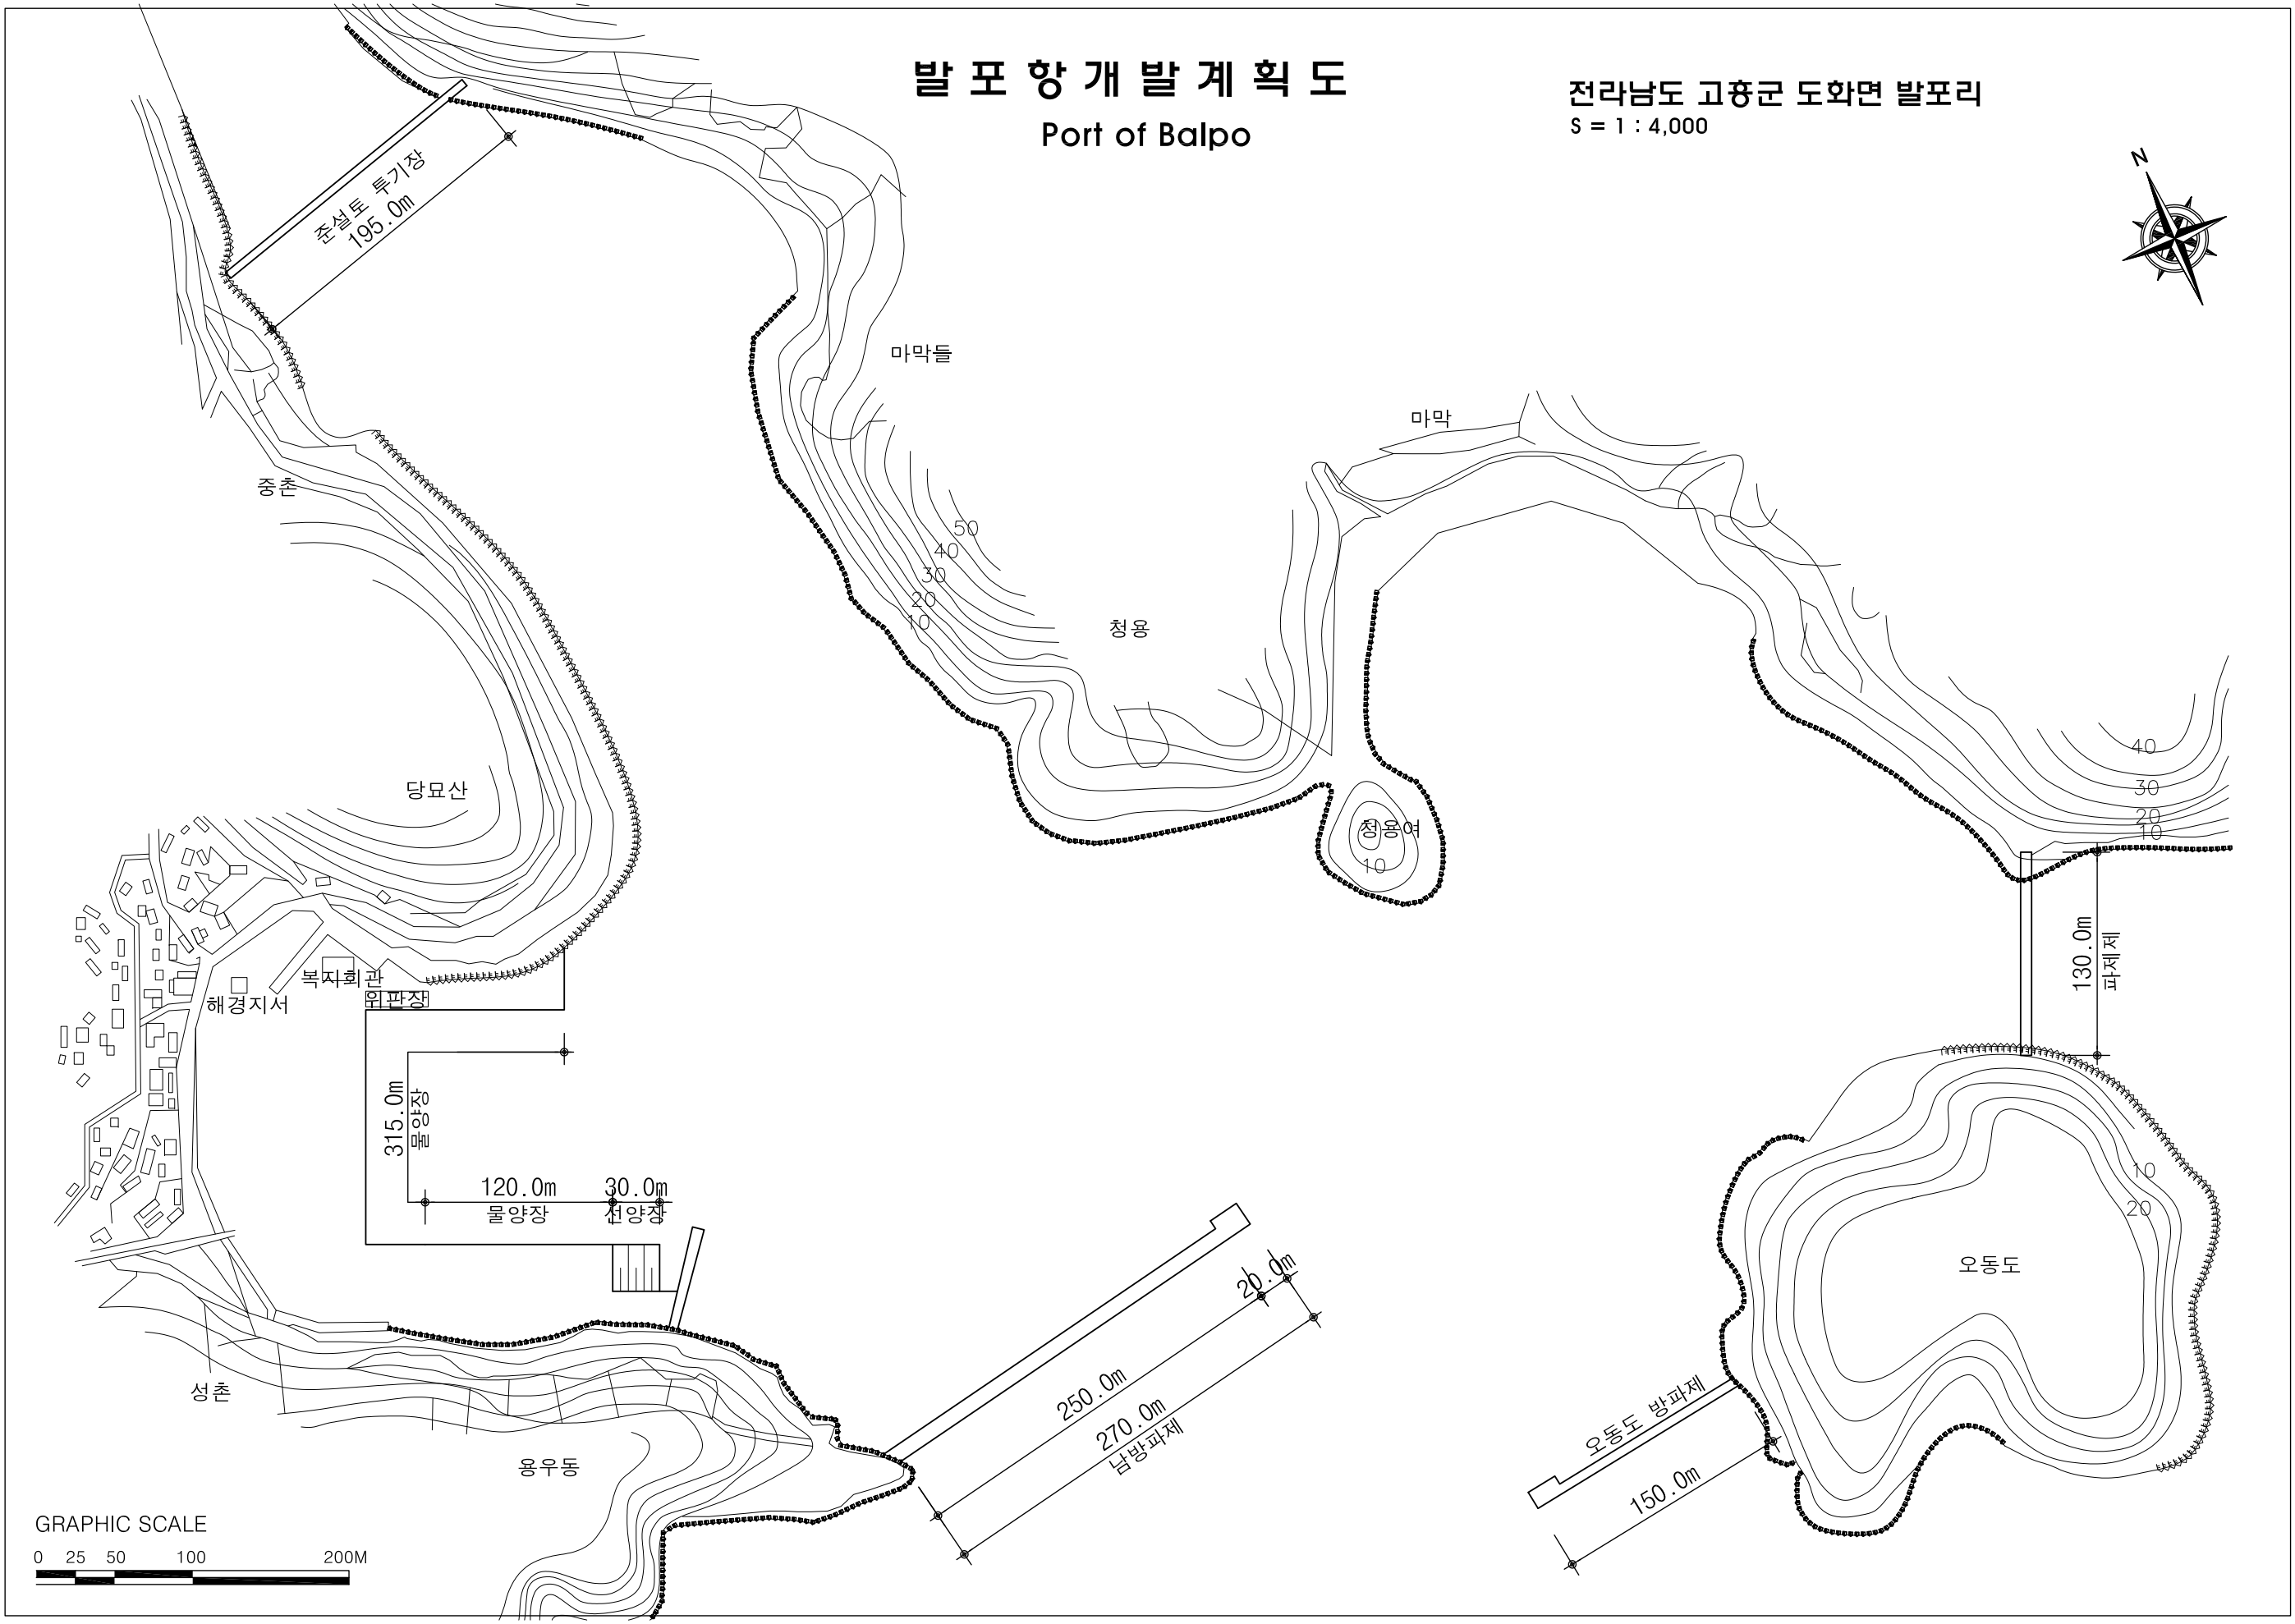 발포항개발계획도
Port of Balpo
전라남도 고흥군 도화면 발포리
S = 1 : 4,000
N
준설토 투기장
195.0m
마막들
마막
중촌
50
40
30
20
10
청용
당묘산
청용여
10
40
30
20
10
130.0m
파제제
복지회관
위판장
해경지서
315.0m
물양장
120.0m
물양장
30.0m
선양장
10
20
오동도
20.0m
250.0m
270.0m
남방파제
오동도 방파제
150.0m
성촌
용우동
GRAPHIC SCALE
0 25 50 100 200M